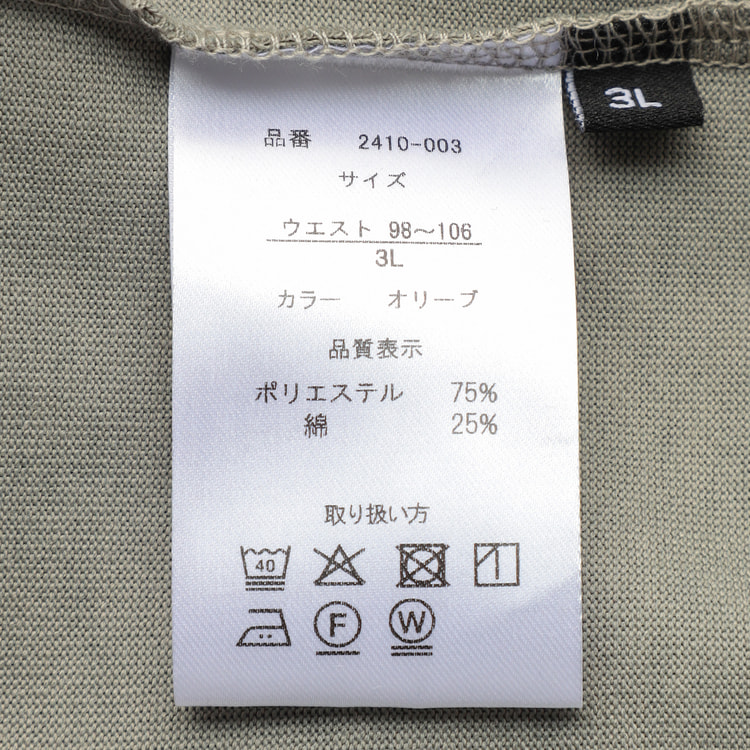 3L
品番 2410-003
サイズ
ウエスト 98～106
3L
カラー オリーブ
品質表示
ポリエステル 75%
綿 25%
取り扱い方
40
F W